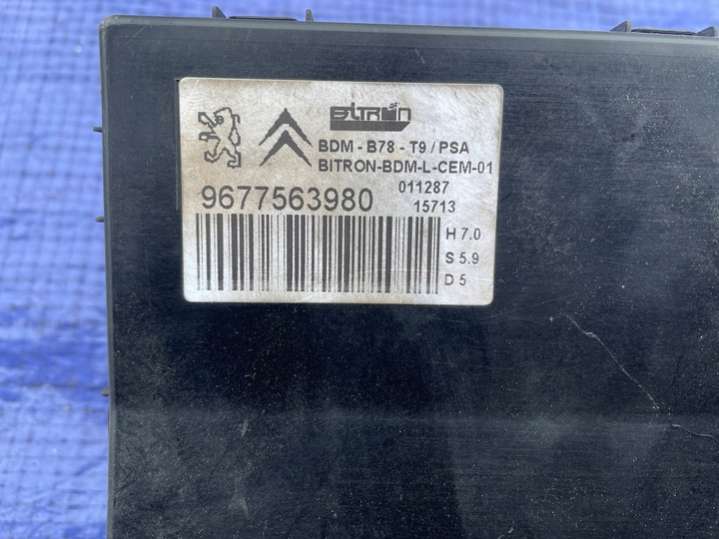 BITRON
BDM - B78 - T9 / PSA
BITRON-BDM-L-CEM-01
011287
9677563980 15713
H 7.0
S 5.9
D 5